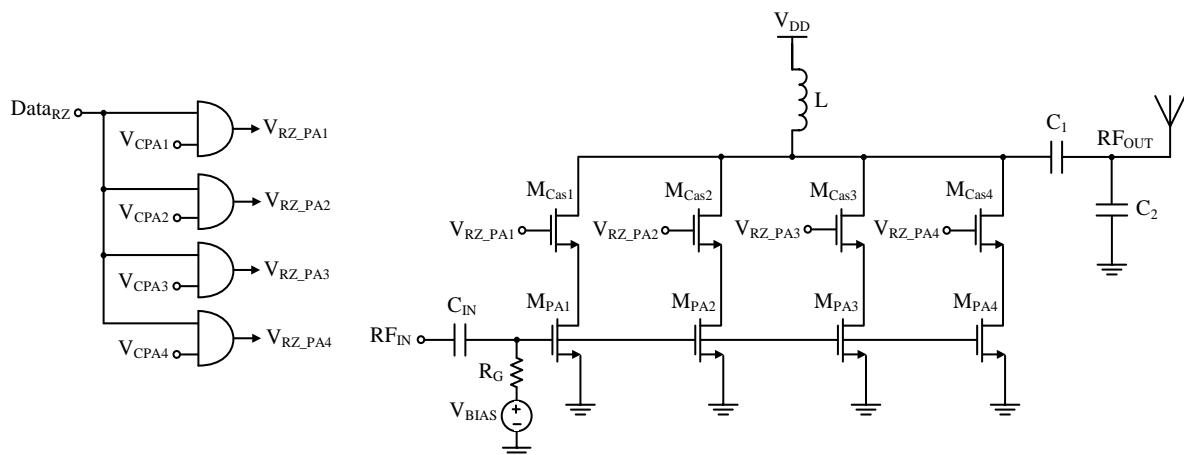 V_DD
Data_RZ
V_CPA1
V_RZ_PA1
V_CPA2
V_RZ_PA2
V_CPA3
V_RZ_PA3
V_CPA4
V_RZ_PA4
L
C_1
RF_OUT
C_2
M_Cas1
M_Cas2
M_Cas3
M_Cas4
V_RZ_PA1
V_RZ_PA2
V_RZ_PA3
V_RZ_PA4
M_PA1
M_PA2
M_PA3
M_PA4
C_IN
RF_IN
R_G
V_BIAS